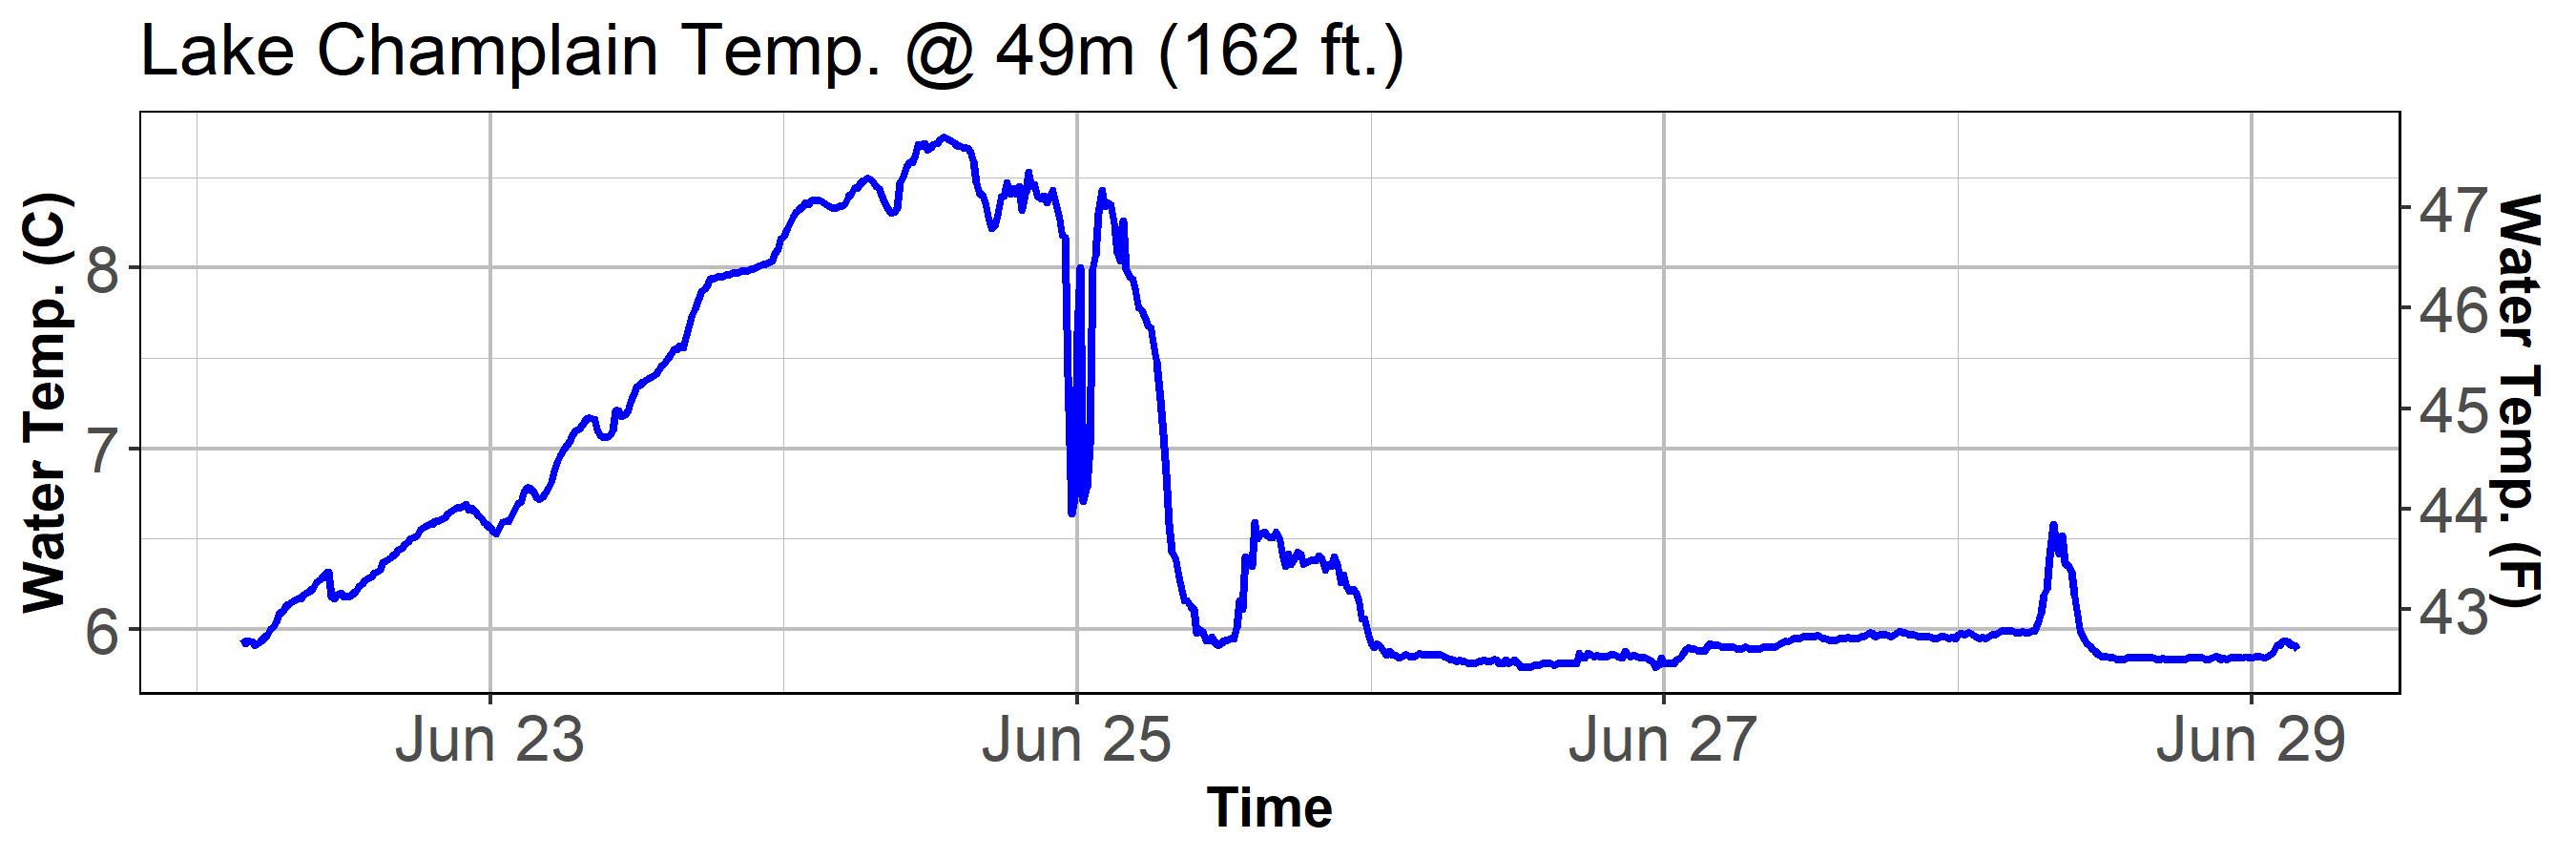 Lake Champlain Temp. @ 49m (162 ft.)
Water Temp. (C)
8
7
6
47
46
45
44
43
Water Temp. (F)
Jun 23
Jun 25
Jun 27
Jun 29
Time